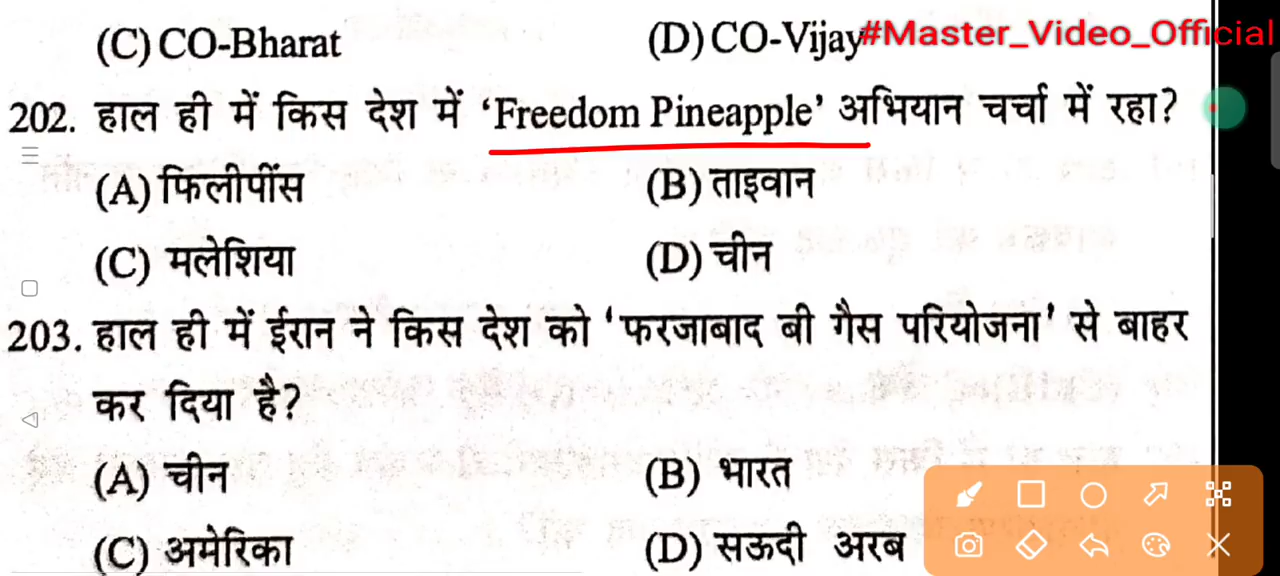 (C) CO-Bharat (D) CO-Vijay #Master_Video_Official
202. हाल ही में किस देश में ‘Freedom Pineapple’ अभियान चर्चा में रहा?
(A) फिलीपींस (B) ताइवान
(C) मलेशिया (D) चीन
203. हाल ही में ईरान ने किस देश को ‘फरजाबाद बी गैस परियोजना’ से बाहर
कर दिया है?
(A) चीन (B) भारत
(C) अमेरिका (D) सऊदी अरब